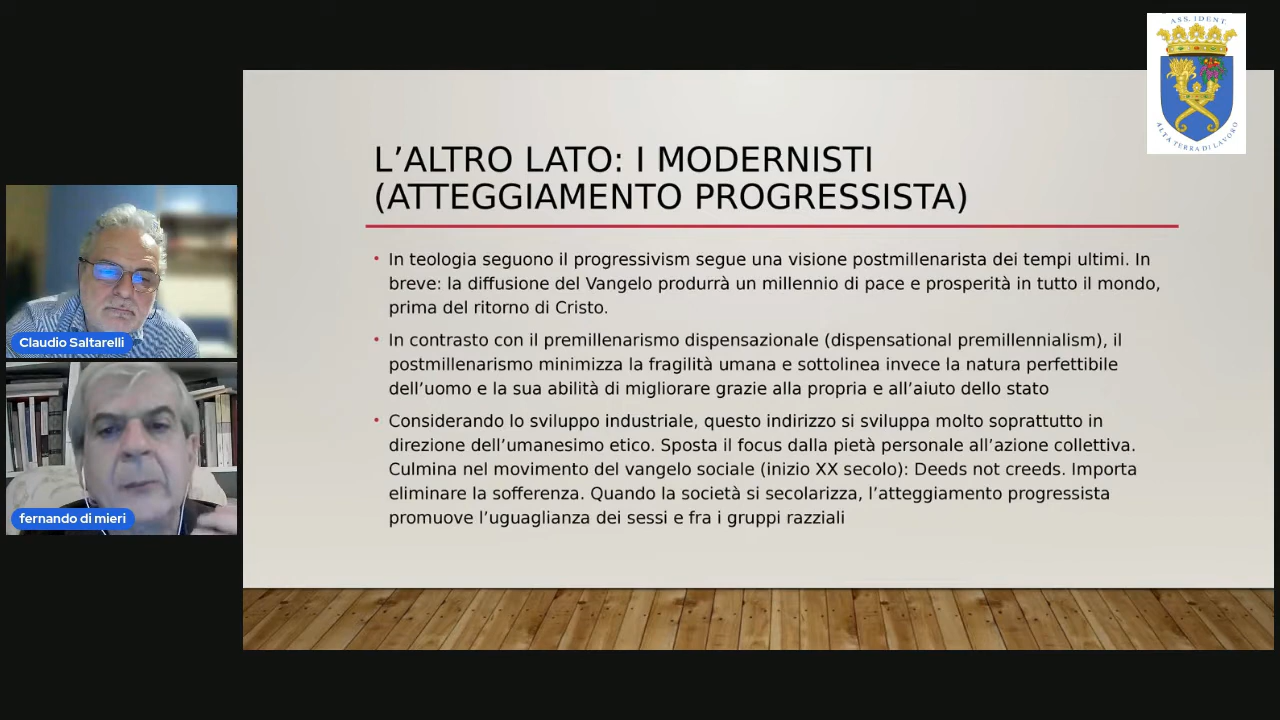 ASS. IDENT.
ALTA TERRA DI LAVORO
L’ALTRO LATO: I MODERNISTI
(ATTEGGIAMENTO PROGRESSISTA)
• In teologia seguono il progressivism segue una visione postmillenarista dei tempi ultimi. In
breve: la diffusione del Vangelo produrrà un millennio di pace e prosperità in tutto il mondo,
prima del ritorno di Cristo.
• In contrasto con il premillenarismo dispensazionale (dispensational premillennialism), il
postmillenarismo minimizza la fragilità umana e sottolinea invece la natura perfettibile
dell’uomo e la sua abilità di migliorare grazie alla propria e all’aiuto dello stato
• Considerando lo sviluppo industriale, questo indirizzo si sviluppa molto soprattutto in
direzione dell’umanesimo etico. Sposta il focus dalla pietà personale all’azione collettiva.
Culmina nel movimento del vangelo sociale (inizio XX secolo): Deeds not creeds. Importa
eliminare la sofferenza. Quando la società si secolarizza, l’atteggiamento progressista
promuove l’uguaglianza dei sessi e fra i gruppi razziali
Claudio Saltarelli
fernando di mieri